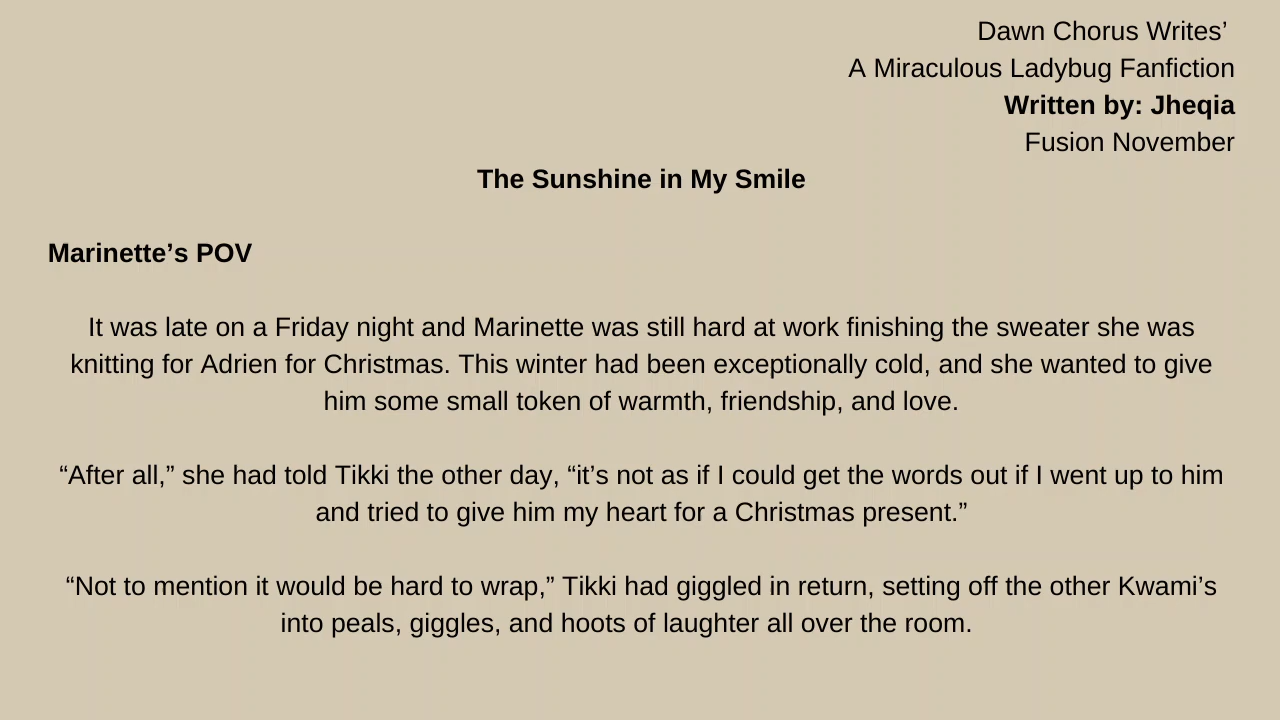 Dawn Chorus Writes’
A Miraculous Ladybug Fanfiction
Written by: Jheqia
Fusion November
The Sunshine in My Smile
Marinette’s POV
It was late on a Friday night and Marinette was still hard at work finishing the sweater she was
knitting for Adrien for Christmas. This winter had been exceptionally cold, and she wanted to give
him some small token of warmth, friendship, and love.
“After all,” she had told Tikki the other day, “it’s not as if I could get the words out if I went up to him
and tried to give him my heart for a Christmas present.”
“Not to mention it would be hard to wrap,” Tikki had giggled in return, setting off the other Kwami’s
into peals, giggles, and hoots of laughter all over the room.